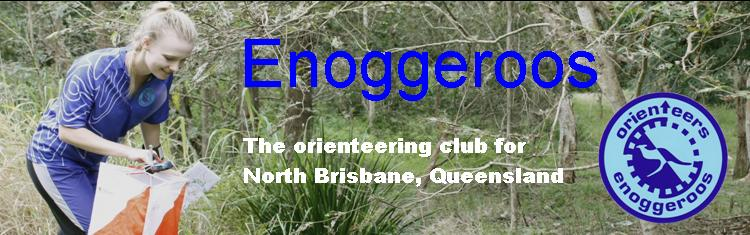 Enoggeroos
The orienteering club for
North Brisbane, Queensland
orienteers
enoggeroos